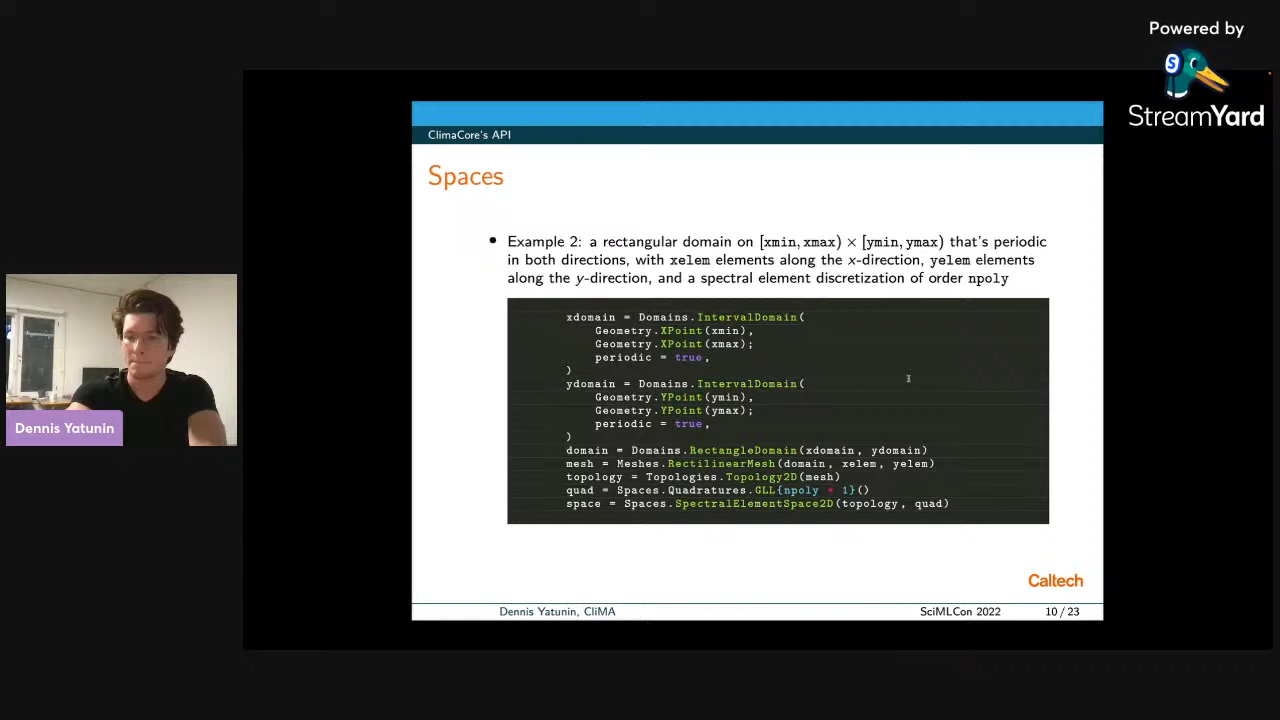 Powered by
S
StreamYard
ClimaCore's API
Spaces
• Example 2: a rectangular domain on [xmin, xmax) × [ymin, ymax) that's periodic
in both directions, with xelem elements along the x-direction, yelem elements
along the y-direction, and a spectral element discretization of order npoly
xdomain = Domains.IntervalDomain(
    Geometry.XPoint(xmin),
    Geometry.XPoint(xmax);
    periodic = true,
)
ydomain = Domains.IntervalDomain(
    Geometry.YPoint(ymin),
    Geometry.YPoint(ymax);
    periodic = true,
)
domain = Domains.RectangleDomain(xdomain, ydomain)
mesh = Meshes.RectilinearMesh(domain, xelem, yelem)
topology = Topologies.Topology2D(mesh)
quad = Spaces.Quadratures.GLL{npoly + 1}()
space = Spaces.SpectralElementSpace2D(topology, quad)
Dennis Yatunin
Caltech
Dennis Yatunin, CliMA SciMLCon 2022 10 / 23